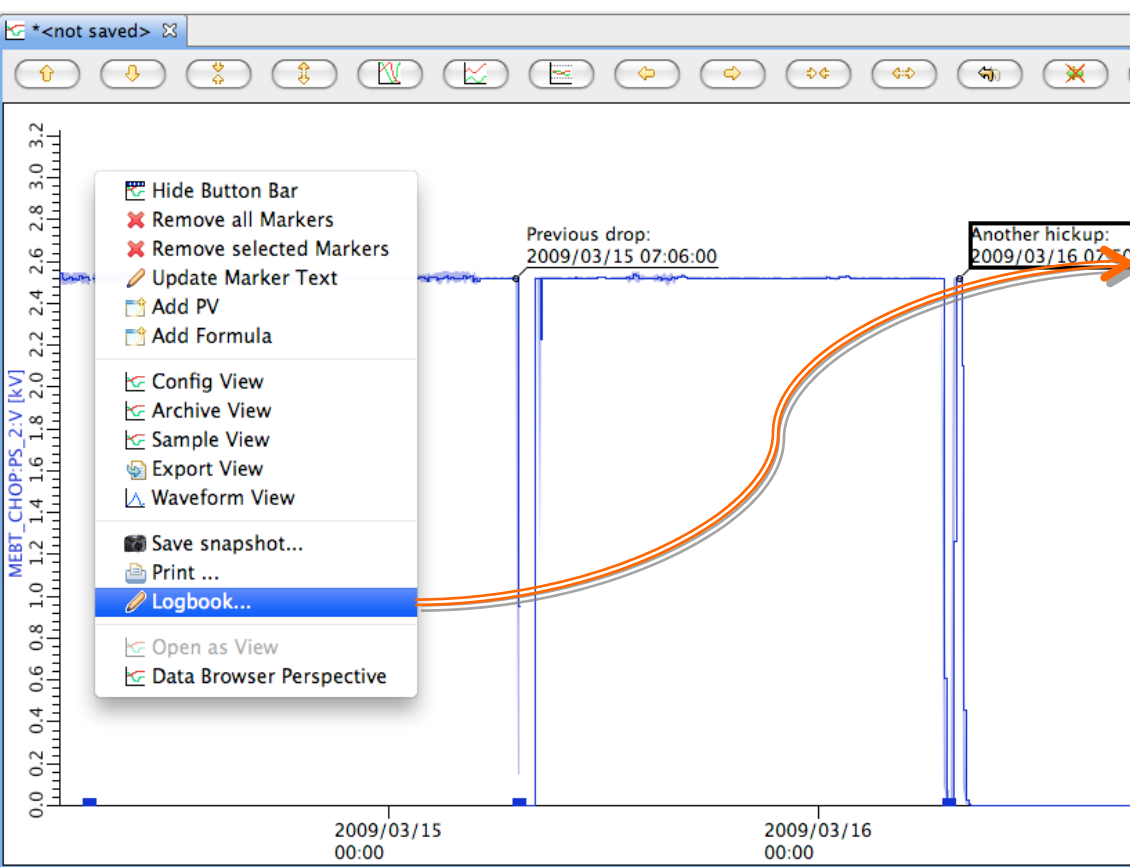 *<not saved>
3.2
3.0
2.8
2.6
2.4
2.2
2.0
1.8
1.6
1.4
1.2
1.0
0.8
0.6
0.4
0.2
0.0
MEBT_CHOP:PS_2:V [kV]
Hide Button Bar
Remove all Markers
Remove selected Markers
Update Marker Text
Add PV
Add Formula
Config View
Archive View
Sample View
Export View
Waveform View
Save snapshot...
Print ...
Logbook...
Open as View
Data Browser Perspective
Previous drop:
2009/03/15 07:06:00
Another hickup:
2009/03/16
2009/03/15
00:00
2009/03/16
00:00